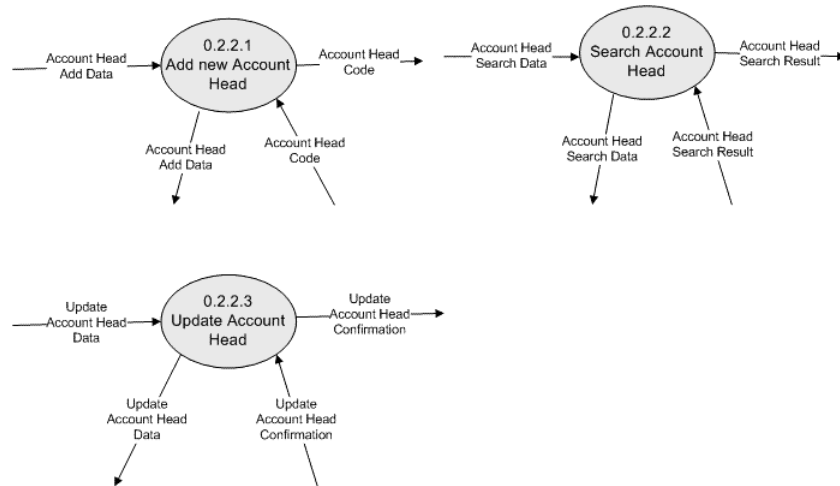 0.2.2.1
Add new Account
Head
Account Head
Add Data
Account Head
Code
Account Head
Add Data
Account Head
Code
0.2.2.2
Search Account
Head
Account Head
Search Data
Account Head
Search Result
Account Head
Search Data
Account Head
Search Result
0.2.2.3
Update Account
Head
Update
Account Head
Data
Update
Account Head
Confirmation
Update
Account Head
Data
Update
Account Head
Confirmation